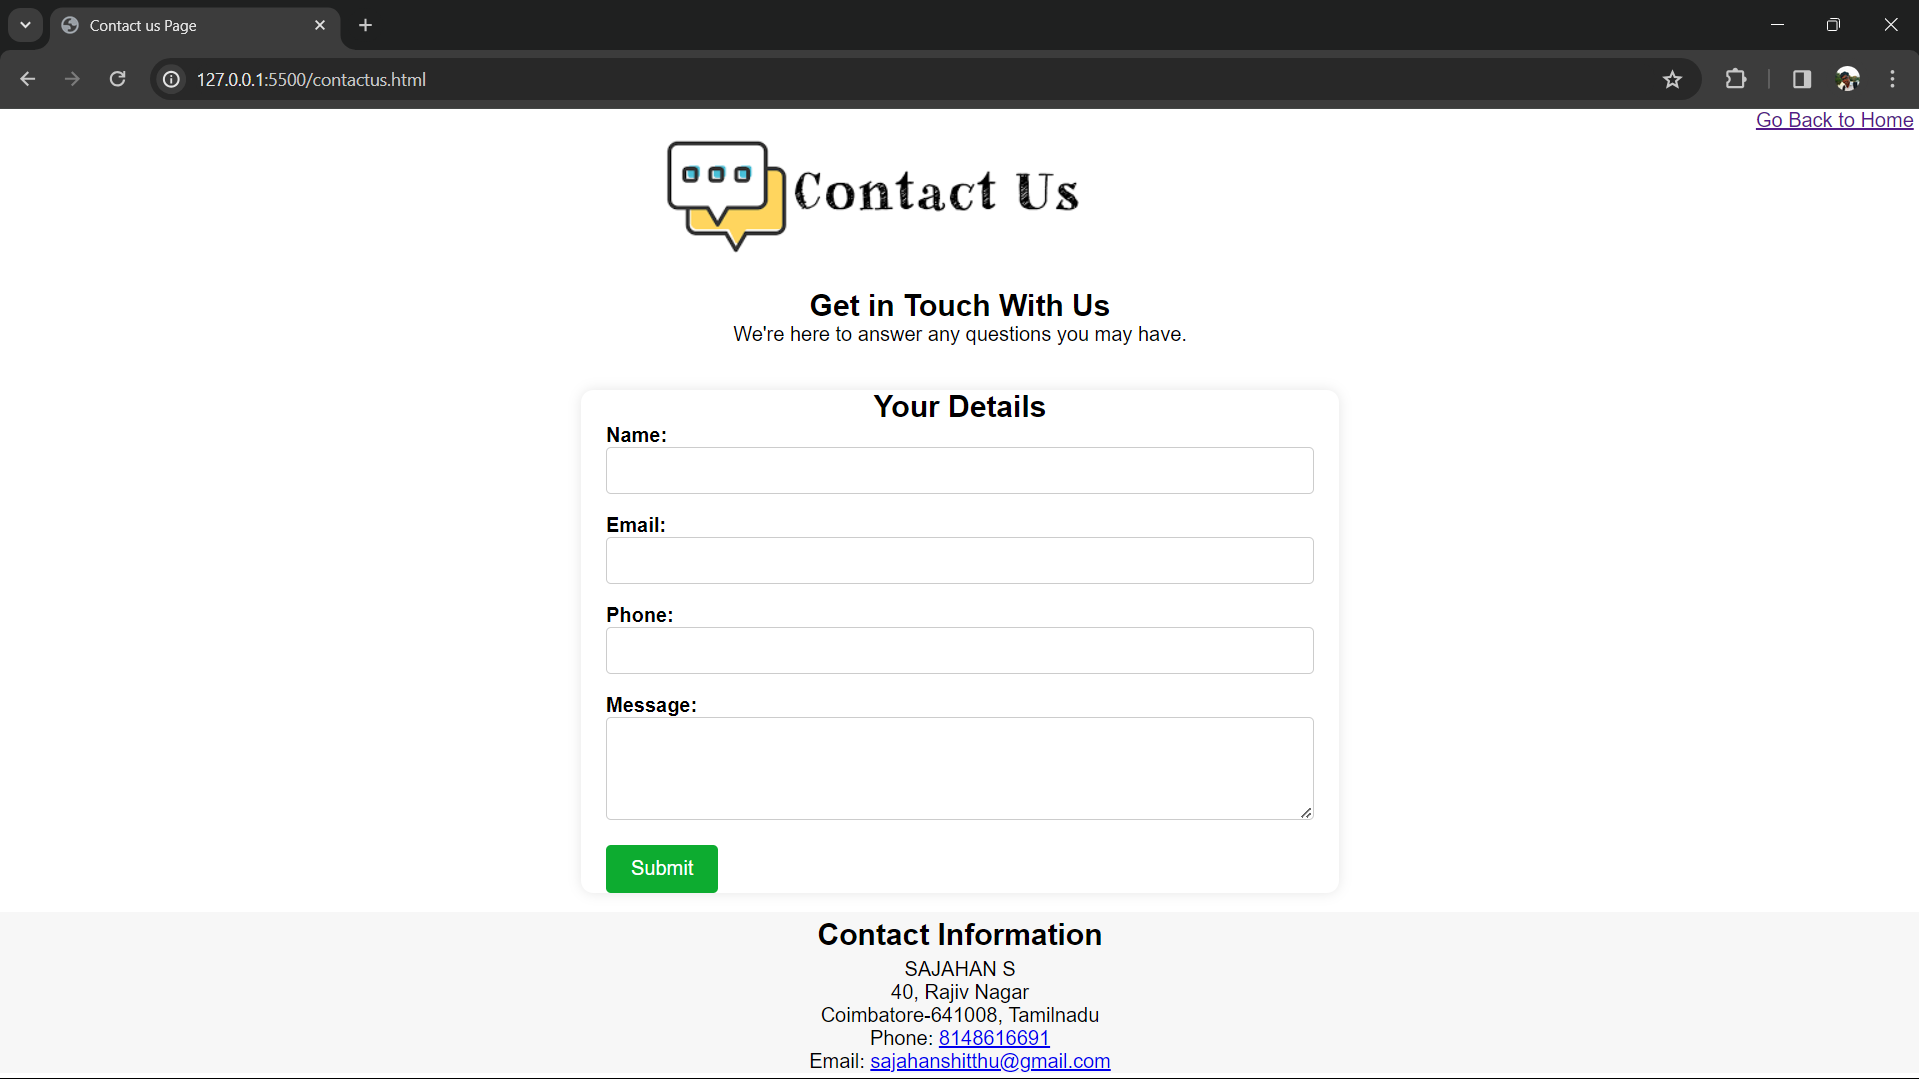 Contact us Page
127.0.0.1:5500/contactus.html
Go Back to Home
Contact Us
Get in Touch With Us
We're here to answer any questions you may have.
Your Details
Name:
Email:
Phone:
Message:
Submit
Contact Information
SAJAHAN S
40, Rajiv Nagar
Coimbatore-641008, Tamilnadu
Phone: 8148616691
Email: sajahanshitthu@gmail.com